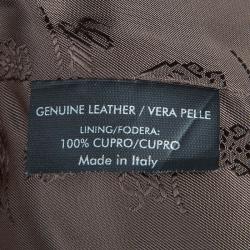 GENUINE LEATHER / VERA PELLE
LINING/FODERA:
100% CUPRO/CUPRO
Made in Italy